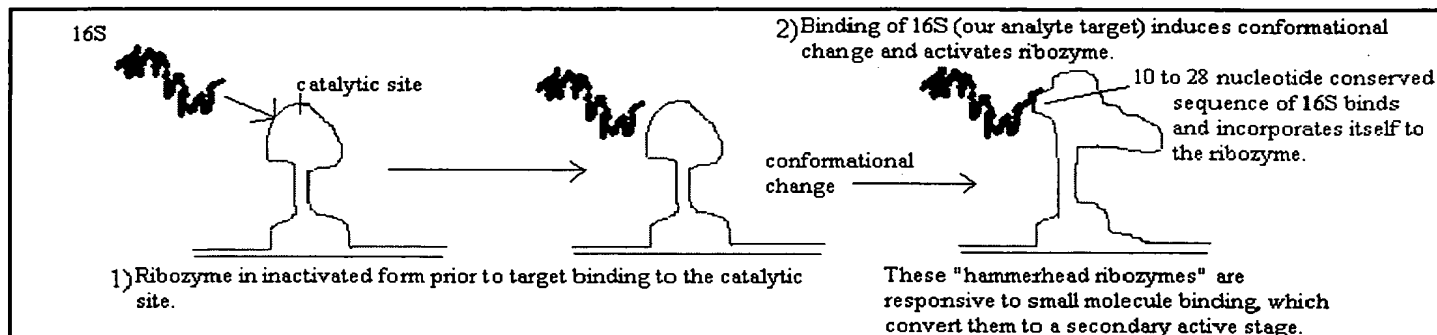 16S
catalytic site
1) Ribozyme in inactivated form prior to target binding to the catalytic
site.
conformational
change
2) Binding of 16S (our analyte target) induces conformational
change and activates ribozyme.
10 to 28 nucleotide conserved
sequence of 16S binds
and incorporates itself to
the ribozyme.
These "hammerhead ribozymes" are
responsive to small molecule binding, which
convert them to a secondary active stage.